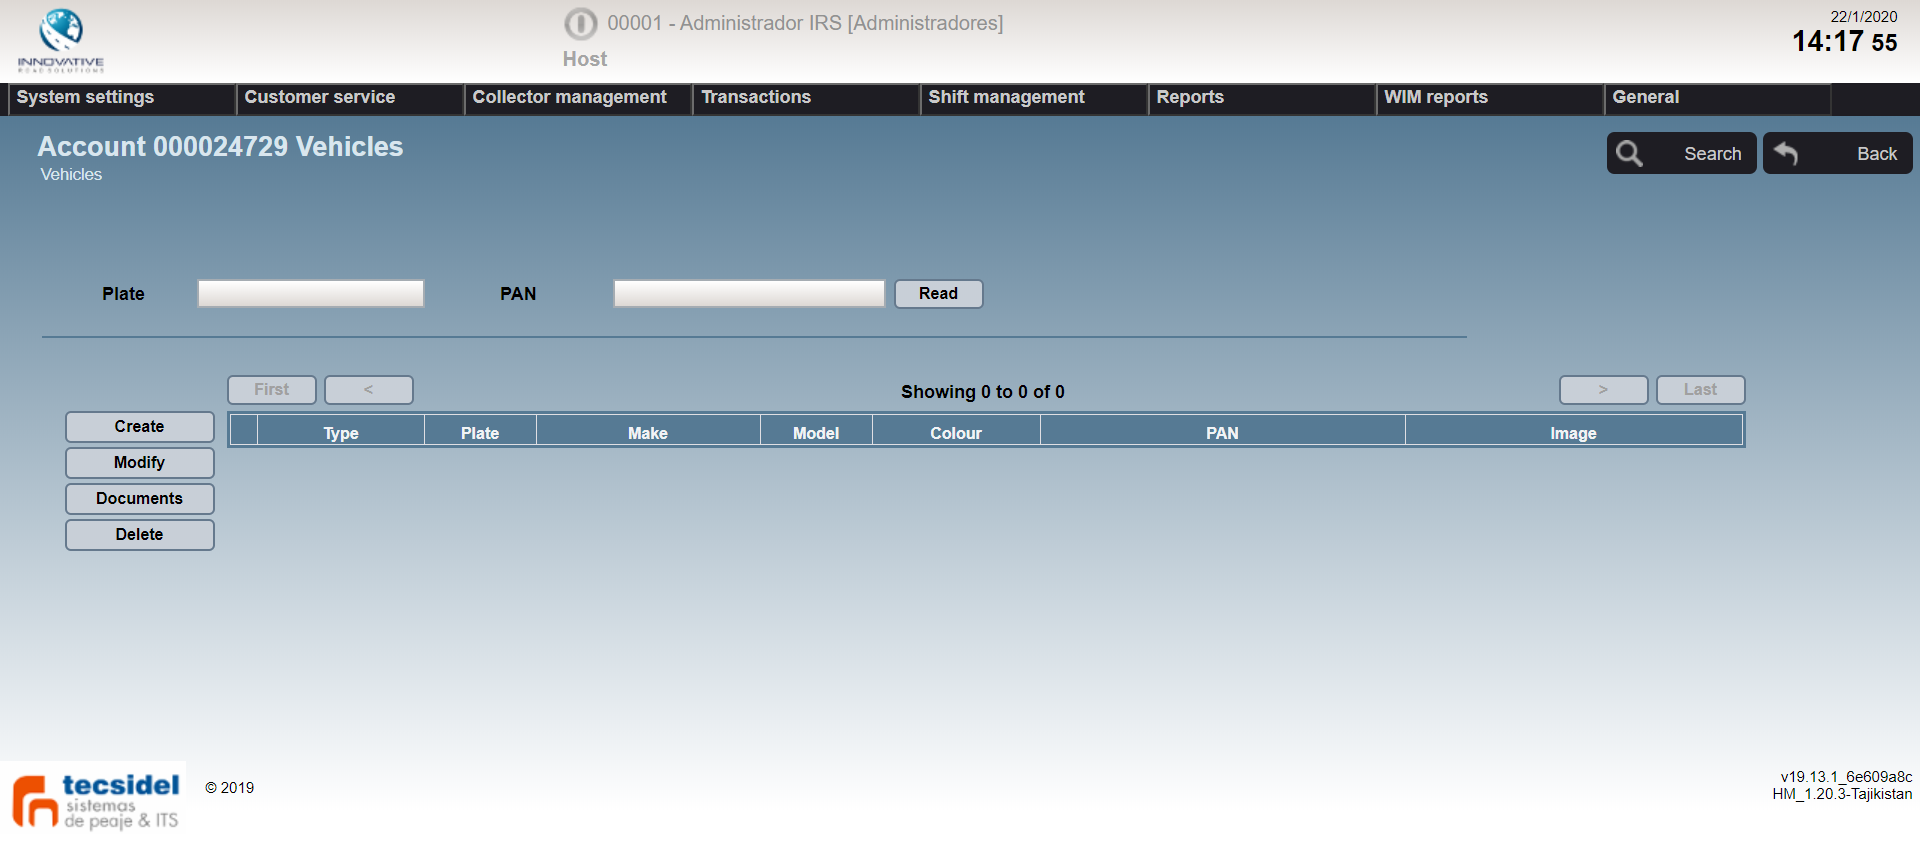 INNOVATIVE
ROAD SOLUTIONS
00001 - Administrador IRS [Administradores]
Host
22/1/2020
14:17 55
System settings
Customer service
Collector management
Transactions
Shift management
Reports
WIM reports
General
Account 000024729 Vehicles
Vehicles
Search
Back
Plate
PAN
Read
First
<
Showing 0 to 0 of 0
>
Last
Create
Modify
Documents
Delete
Type
Plate
Make
Model
Colour
PAN
Image
tecsidel
sistemas
de peaje & ITS
© 2019
v19.13.1_6e609a8c
HM_1.20.3-Tajikistan